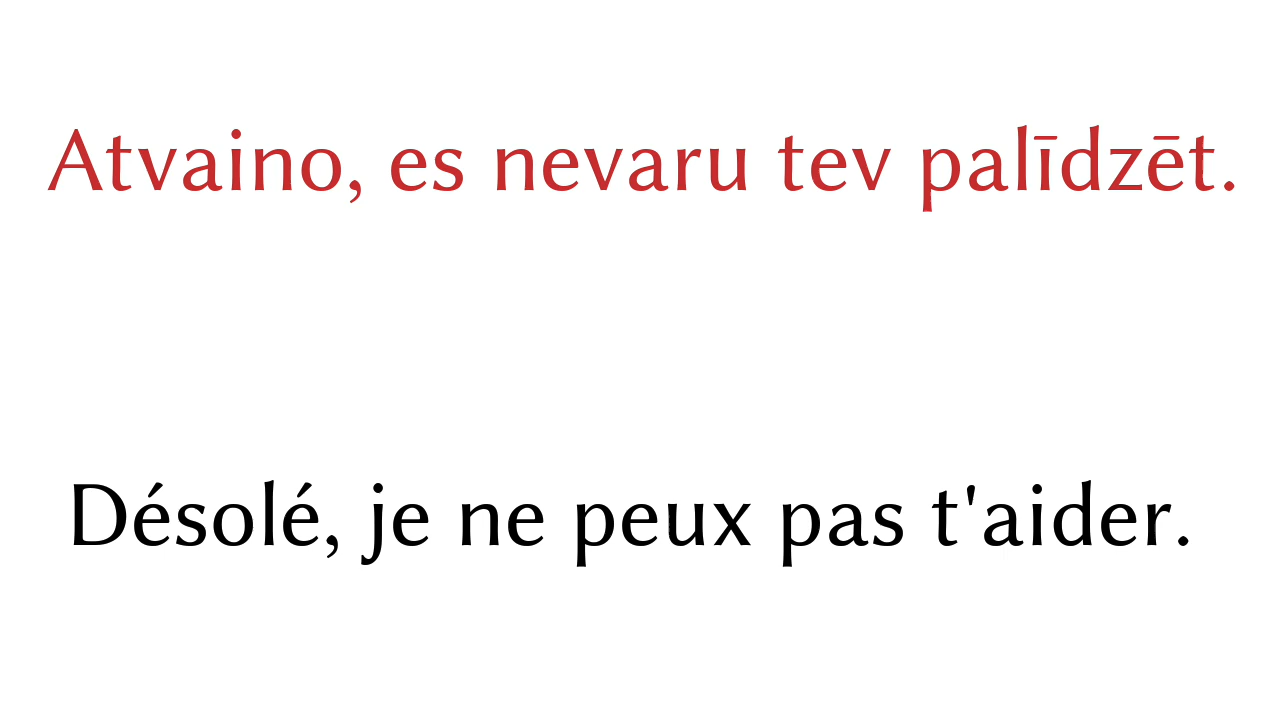 Atvaino, es nevaru tev palīdzēt.
Désolé, je ne peux pas t'aider.